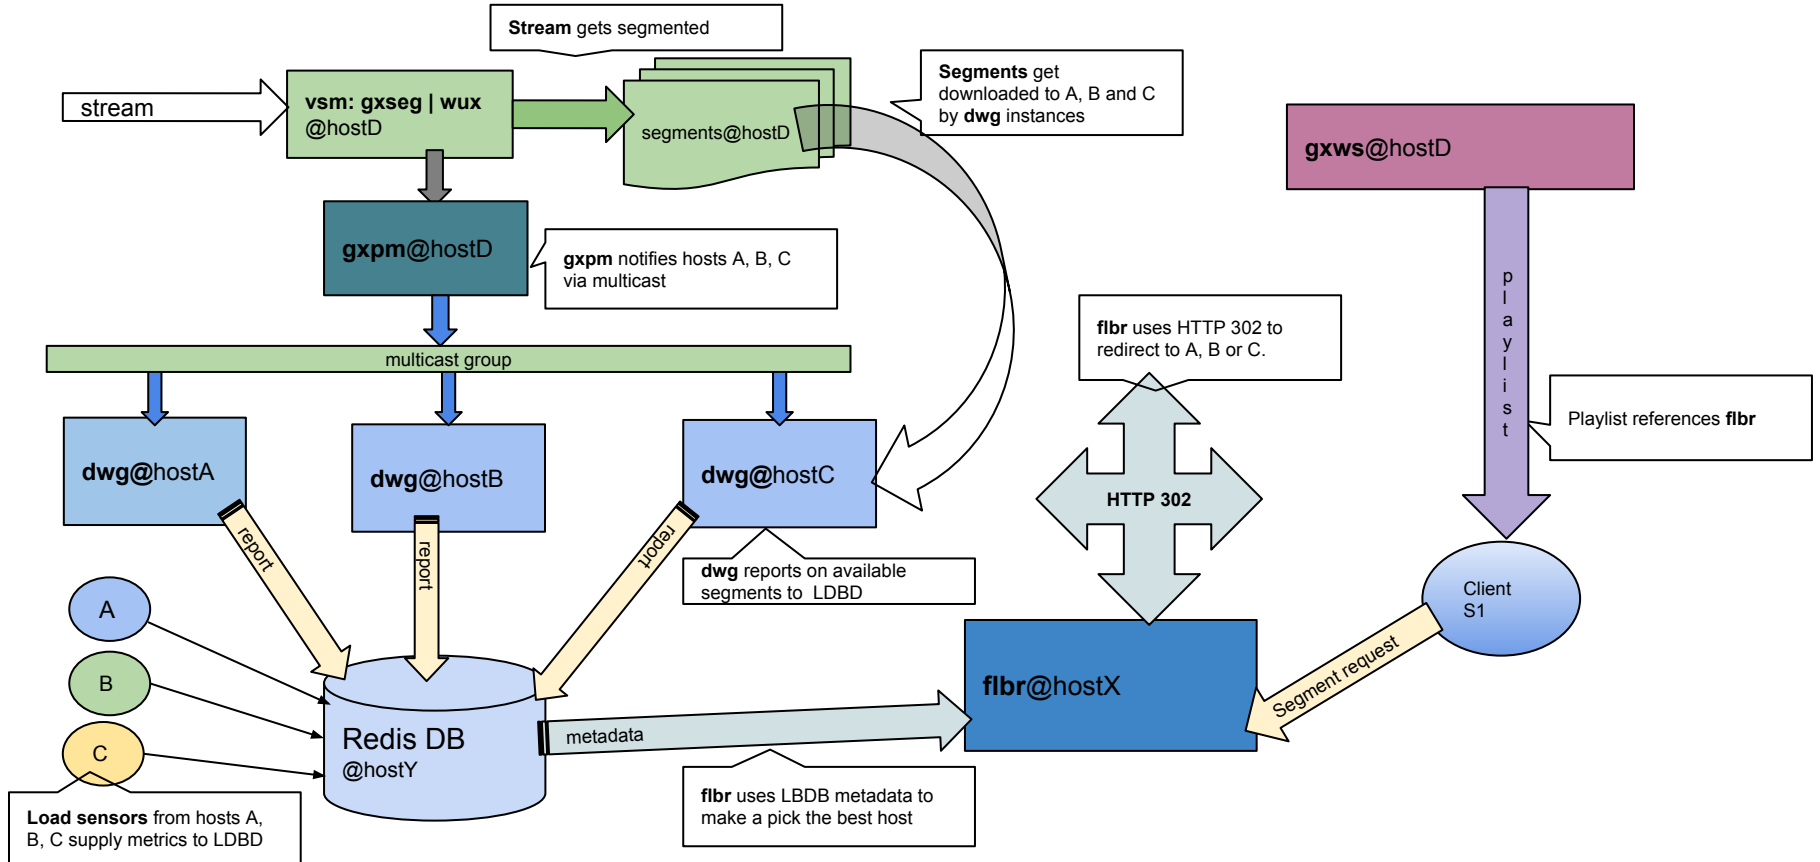 Stream gets segmented
stream
vsm: gxseg | wux
@hostD
segments@hostD
Segments get
downloaded to A, B and C
by dwg instances
gxws@hostD
gxpm@hostD
gxpm notifies hosts A, B, C
via multicast
playlist
flbr uses HTTP 302 to
redirect to A, B or C.
multicast group
Playlist references flbr
dwg@hostA
dwg@hostB
dwg@hostC
HTTP 302
report
report
report
dwg reports on available
segments to LDBD
Client
S1
A
B
C
Segment request
flbr@hostX
Redis DB
@hostY
metadata
flbr uses LBDB metadata to
make a pick the best host
Load sensors from hosts A,
B, C supply metrics to LDBD